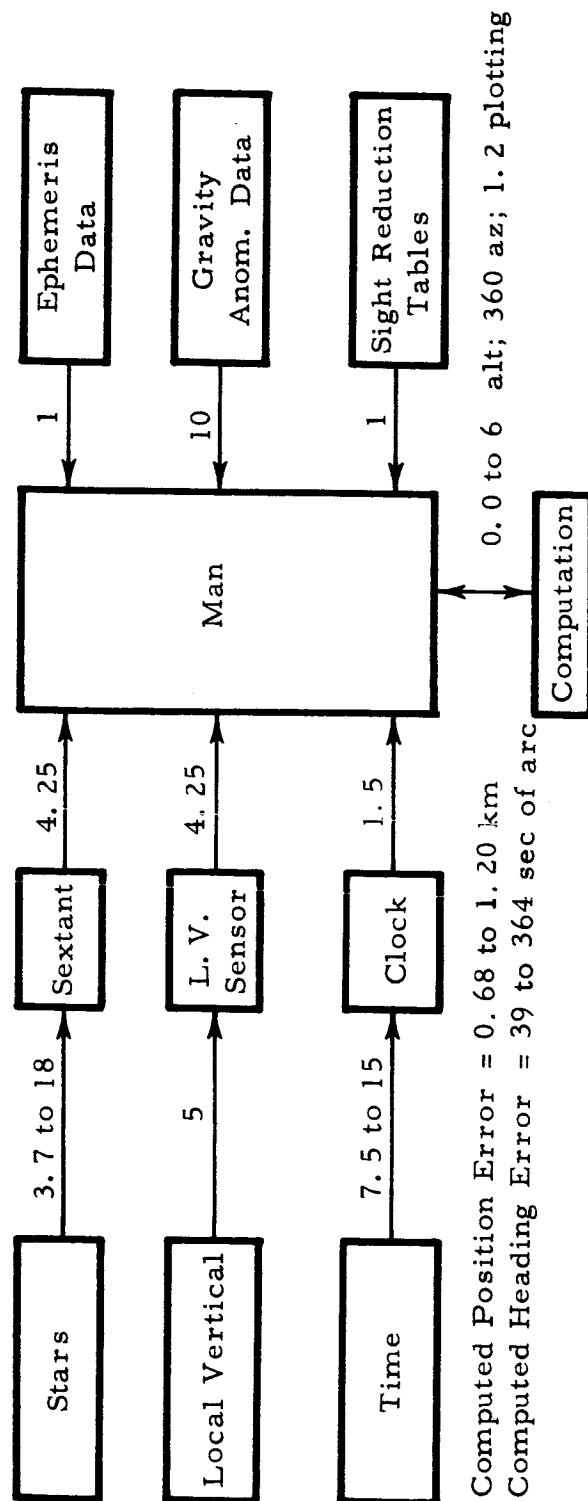 Stars
3.7 to 18
Sextant
4.25
Man
1
Ephemeris
Data
Local Vertical
5
L. V.
Sensor
4.25
10
Gravity
Anom. Data
Time
7.5 to 15
Clock
1.5
1
Sight Reduction
Tables
0.0 to 6 alt; 360 az; 1.2 plotting
Computation
Computed Position Error = 0.68 to 1.20 km
Computed Heading Error = 39 to 364 sec of arc